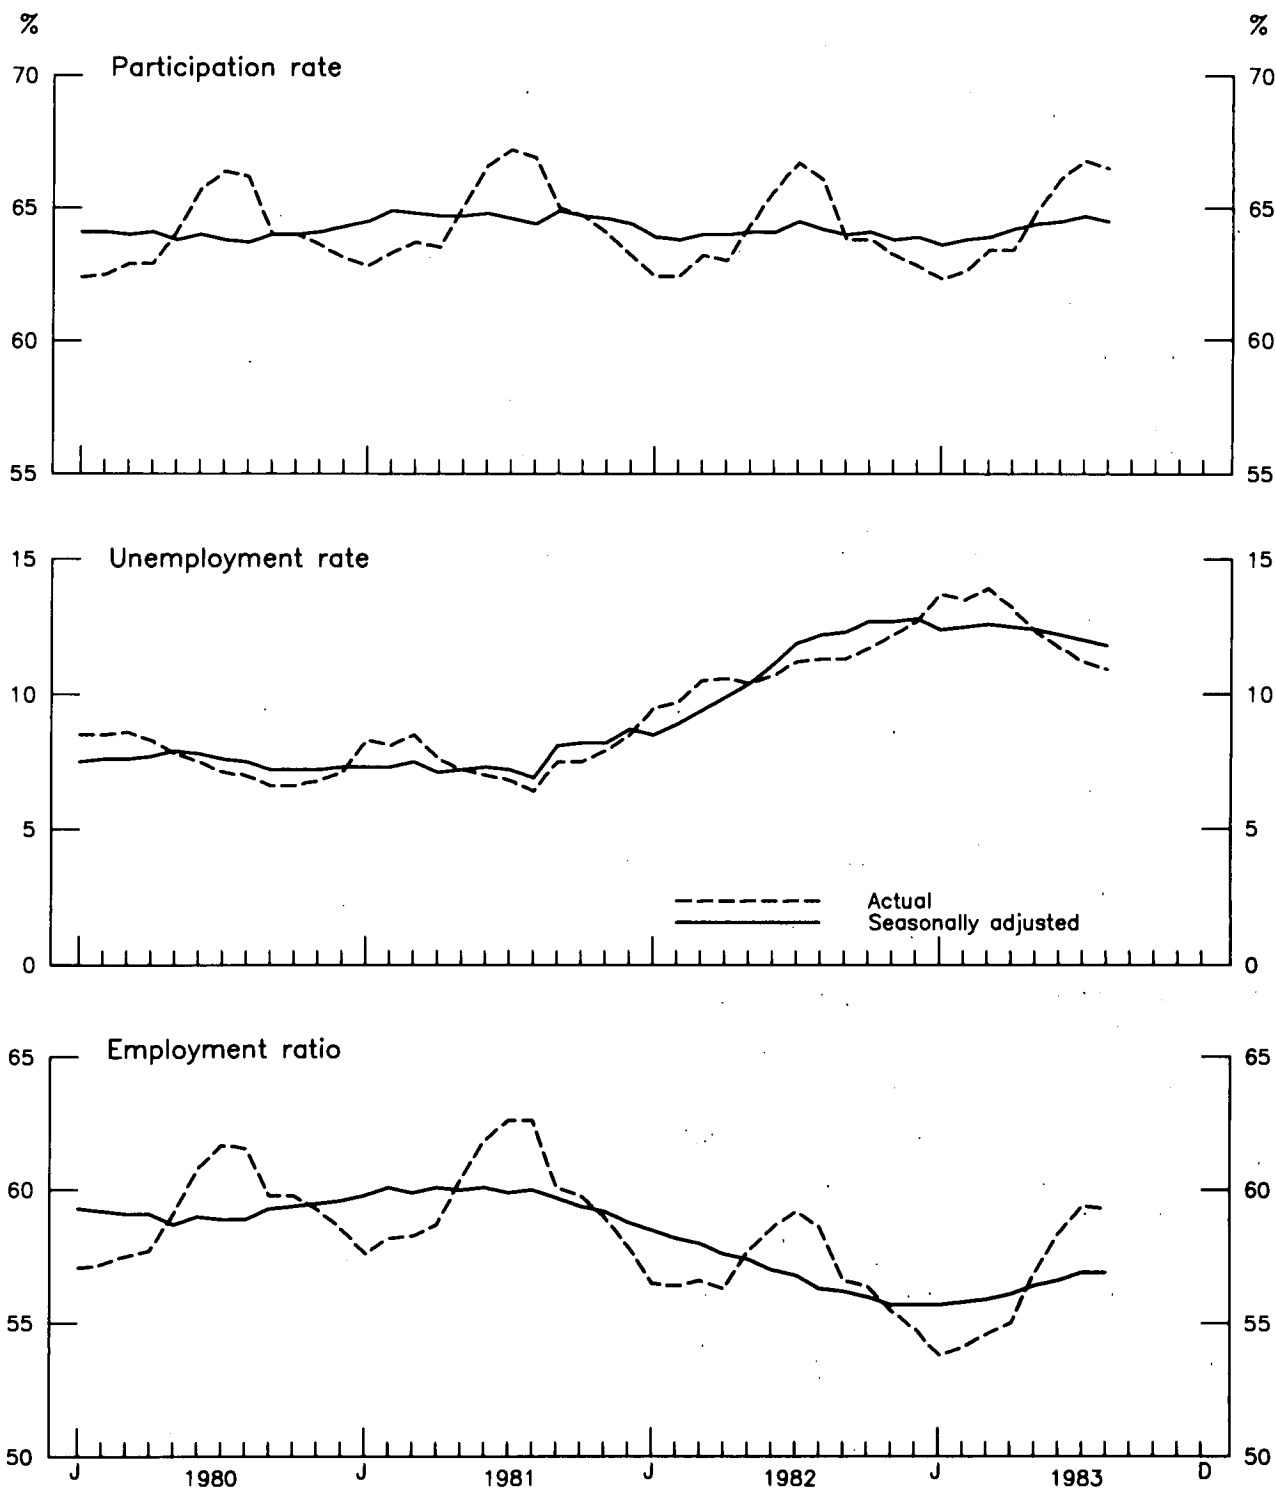 % %
Participation rate
70 70
65 65
60 60
55 55
Unemployment rate
15 15
10 10
5 5
Actual
Seasonally adjusted
0 0
Employment ratio
65 65
60 60
55 55
50 50
J 1980 J 1981 J 1982 J 1983 D